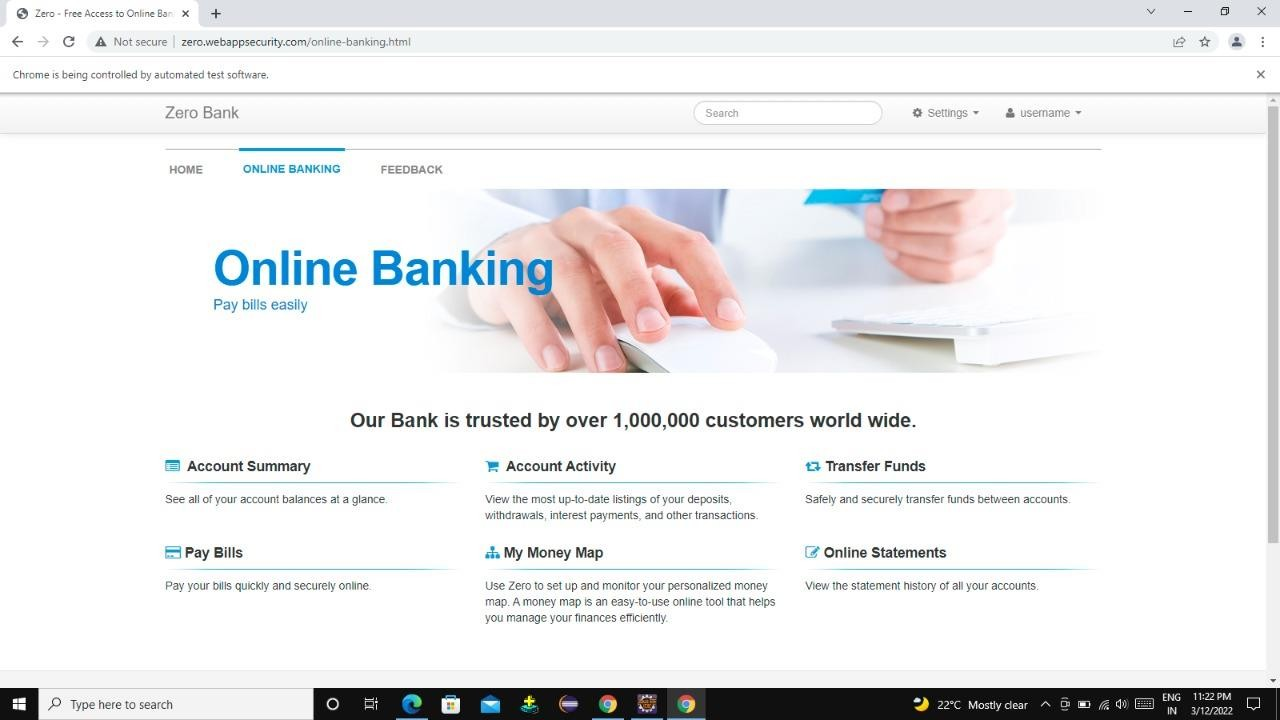 Zero - Free Access to Online Ban
Not secure
zero.webappsecurity.com/online-banking.html
Chrome is being controlled by automated test software.
Zero Bank
Search
Settings
username
HOME
ONLINE BANKING
FEEDBACK
Online Banking
Pay bills easily
Our Bank is trusted by over 1,000,000 customers world wide.
Account Summary
See all of your account balances at a glance.
Account Activity
View the most up-to-date listings of your deposits,
withdrawals, interest payments, and other transactions.
Transfer Funds
Safely and securely transfer funds between accounts.
Pay Bills
Pay your bills quickly and securely online.
My Money Map
Use Zero to set up and monitor your personalized money
map. A money map is an easy-to-use online tool that helps
you manage your finances efficiently.
Online Statements
View the statement history of all your accounts.
Type here to search
22°C Mostly clear
ENG
IN
11:22 PM
3/12/2022